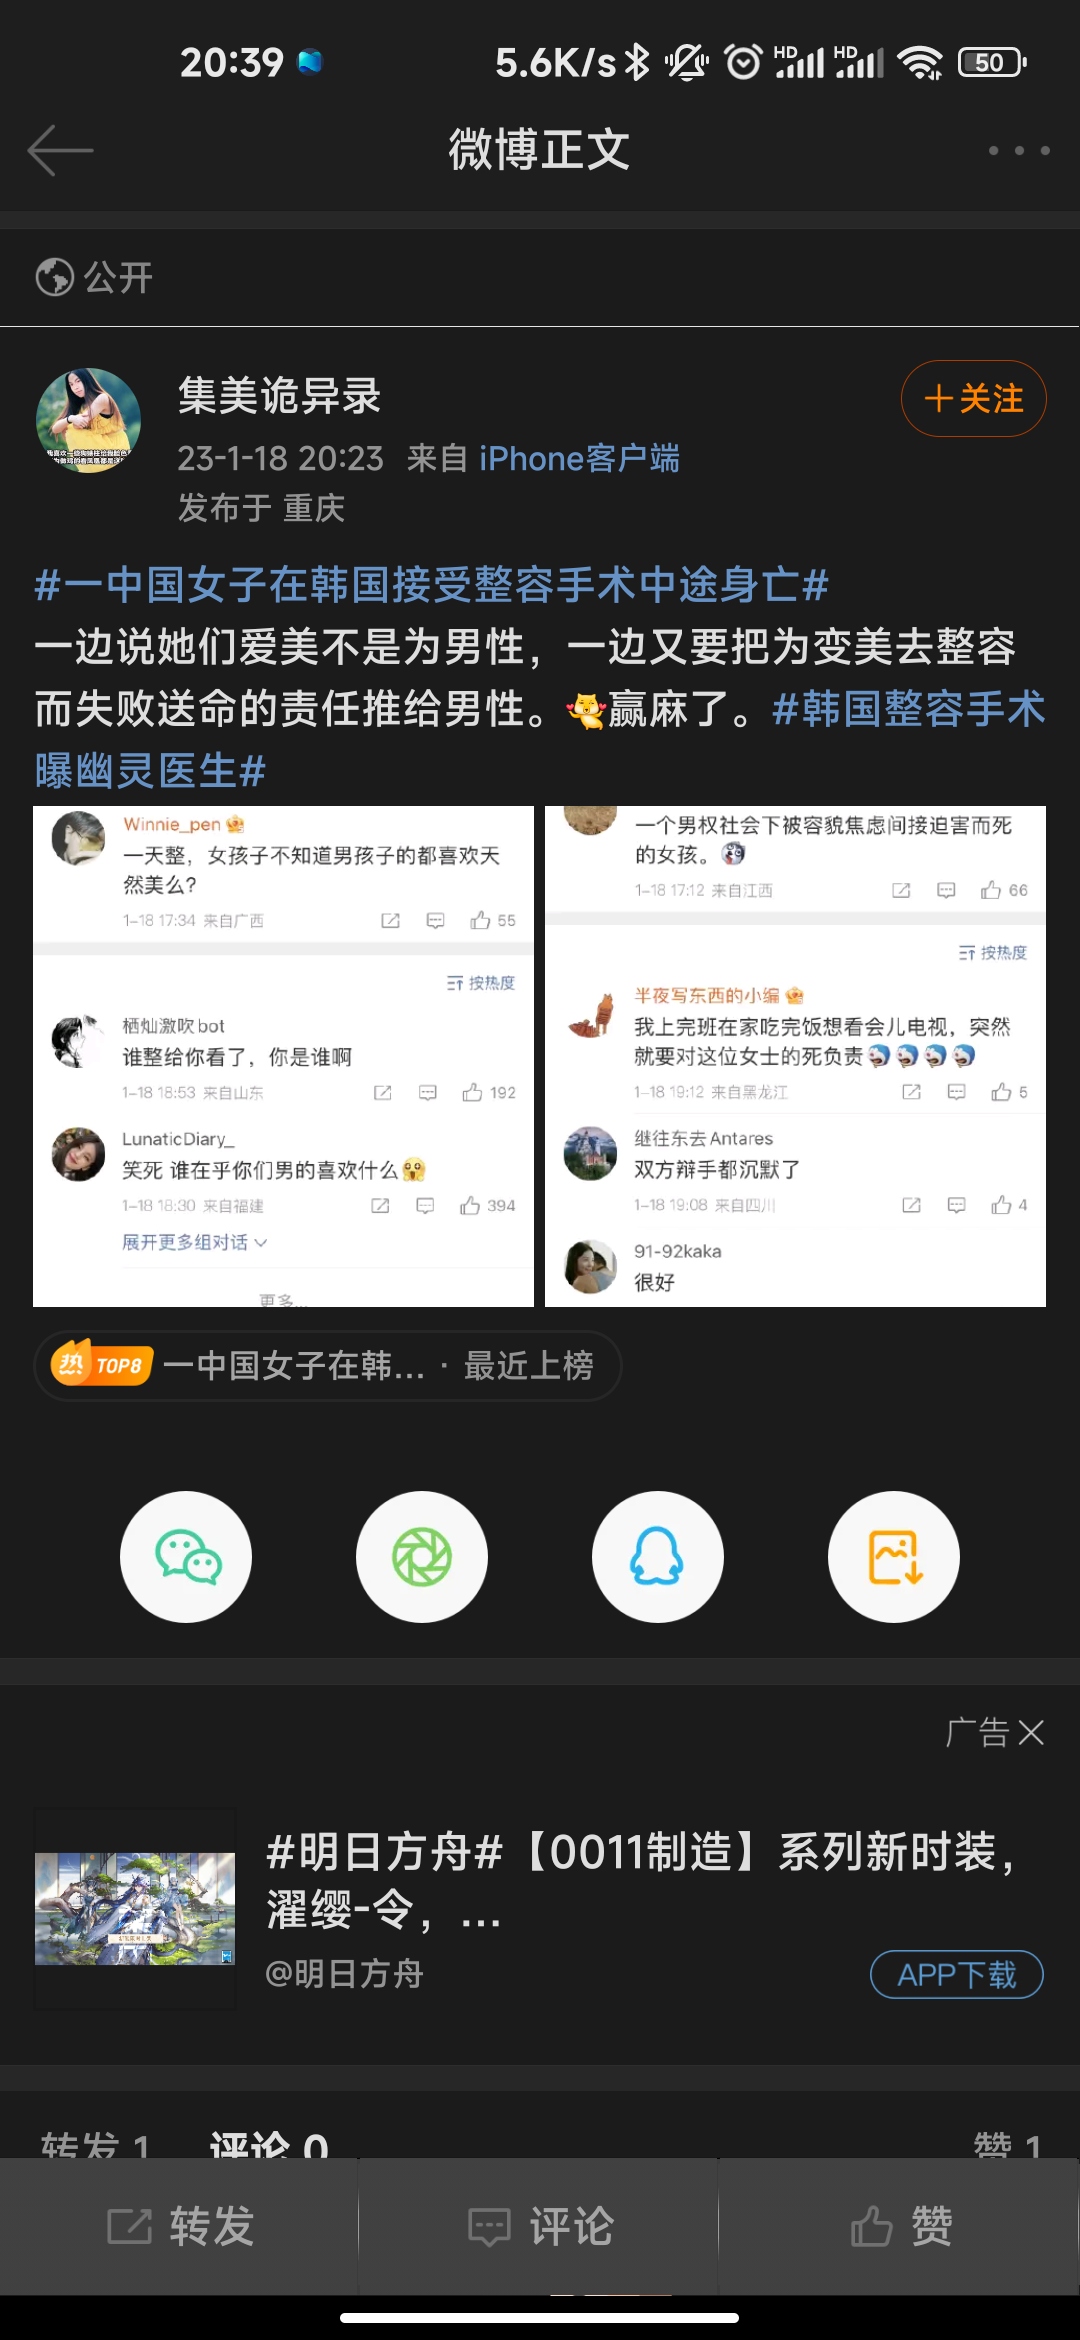 20:39
5.6K/s HD HD 50
微博正文
公开
集美诡异录
+关注
23-1-18 20:23 来自 iPhone客户端
发布于 重庆
#一中国女子在韩国接受整容手术中途身亡#
一边说她们爱美不是为男性，一边又要把为变美去整容
而失败送命的责任推给男性。赢麻了。#韩国整容手术
曝幽灵医生#
Winnie_pen
一天整，女孩子不知道男孩子的都喜欢天
然美么?
1-18 17:34 来自广西
55
按热度
栖灿激吹bot
谁整给你看了，你是谁啊
1-18 18:53 来自山东
192
LunaticDiary_
笑死 谁在乎你们男的喜欢什么
1-18 18:30 来自福建
394
展开更多组对话
更多...
一个男权社会下被容貌焦虑间接迫害而死
的女孩。
1-18 17:12 来自江西
66
按热度
半夜写东西的小编
我上完班在家吃完饭想看会儿电视，突然
就要对这位女士的死负责
1-18 19:12 来自黑龙江
5
继往东去Antares
双方辩手都沉默了
1-18 19:08 来自四川
4
91-92kaka
很好
热 TOP8 一中国女子在韩... · 最近上榜
广告
#明日方舟#【0011制造】系列新时装，
濯缨-令，...
@明日方舟
APP下载
转发 1 评论 0 赞 1
转发 评论 赞